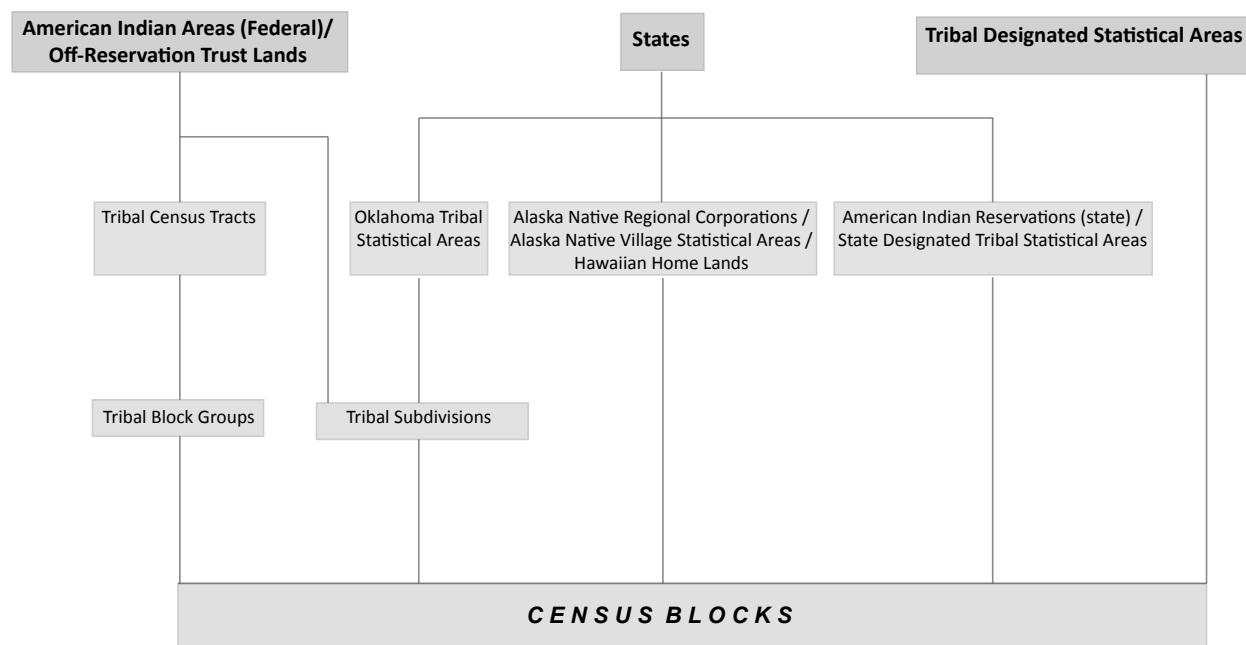 American Indian Areas (Federal)/
Off-Reservation Trust Lands
States
Tribal Designated Statistical Areas
Tribal Census Tracts
Oklahoma Tribal
Statistical Areas
Alaska Native Regional Corporations /
Alaska Native Village Statistical Areas /
Hawaiian Home Lands
American Indian Reservations (state) /
State Designated Tribal Statistical Areas
Tribal Block Groups
Tribal Subdivisions
CENSUS BLOCKS